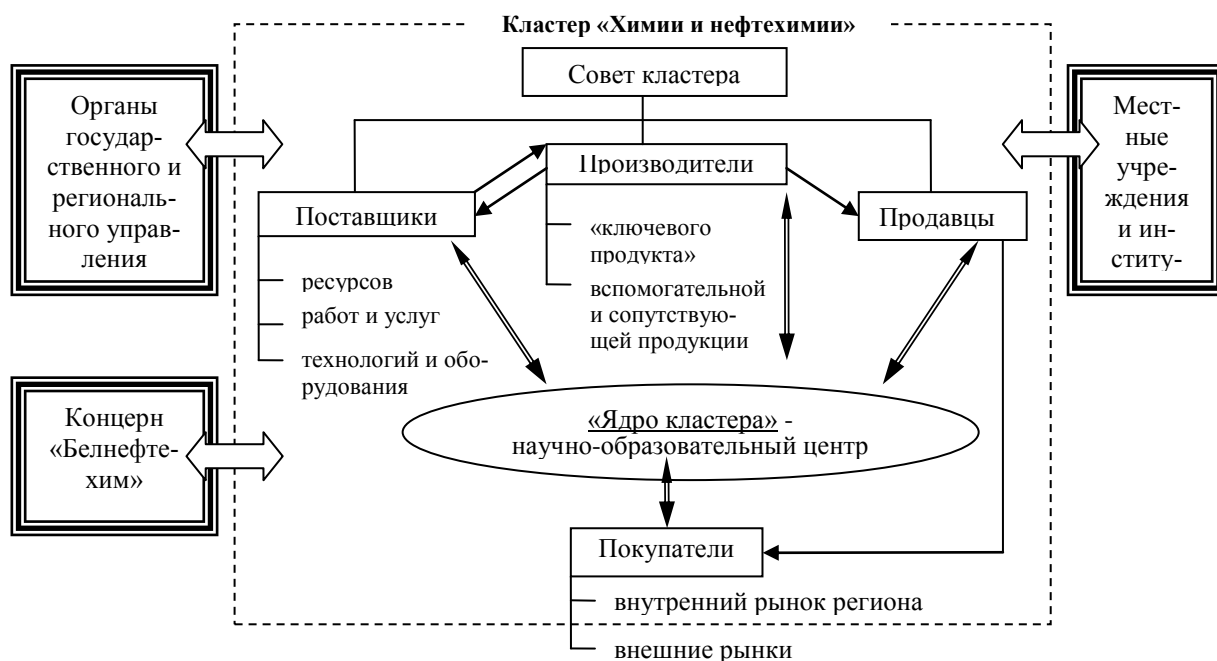 Кластер «Химии и нефтехимии»
Совет кластера
Органы
государ-
ственного и
региональ-
ного управ-
ления
Мест-
ные
учре-
ждения
и ин-
ститу-
Производители
Поставщики
Продавцы
«ключевого
продукта»
ресурсов
вспомогательной
и сопутствую-
щей продукции
работ и услуг
технологий и обо-
рудования
Концерн
«Белнефте-
хим»
«Ядро кластера» -
научно-образовательный центр
Покупатели
внутренний рынок региона
внешние рынки